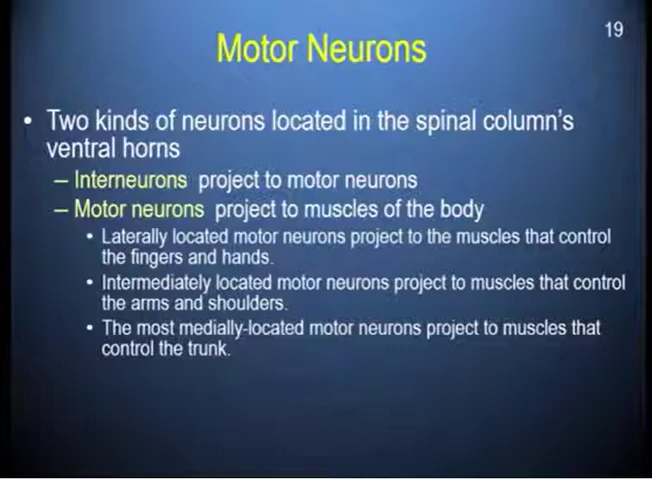 19
Motor Neurons
• Two kinds of neurons located in the spinal column's
ventral horns
– Interneurons project to motor neurons
– Motor neurons project to muscles of the body
• Laterally located motor neurons project to the muscles that control
the fingers and hands.
• Intermediately located motor neurons project to muscles that control
the arms and shoulders.
• The most medially-located motor neurons project to muscles that
control the trunk.